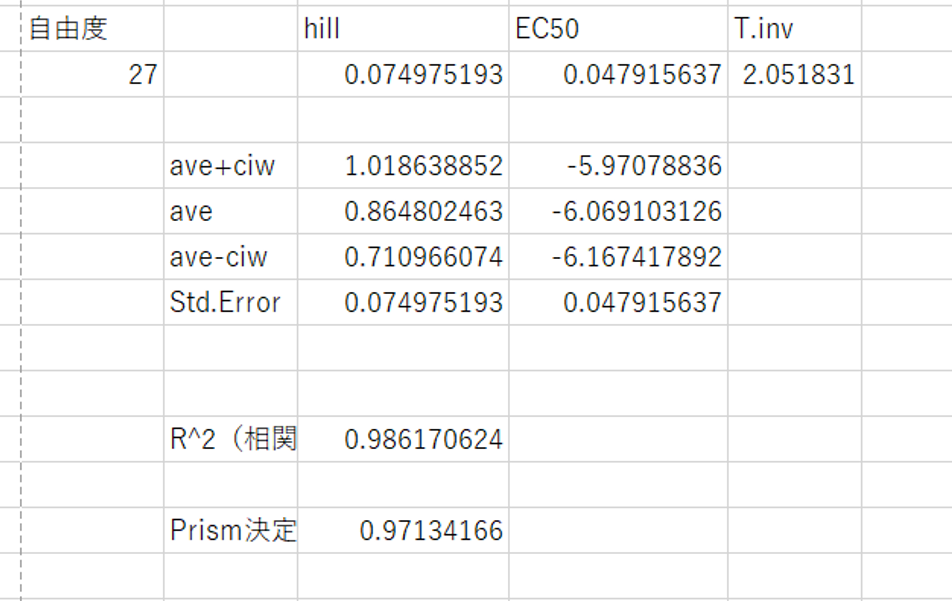 自由度 hill EC50 T.inv
27 0.074975193 0.047915637 2.051831
ave+ciw 1.018638852 -5.97078836
ave 0.864802463 -6.069103126
ave-ciw 0.710966074 -6.167417892
Std.Error 0.074975193 0.047915637
R^2（相関 0.986170624
Prism決定 0.97134166